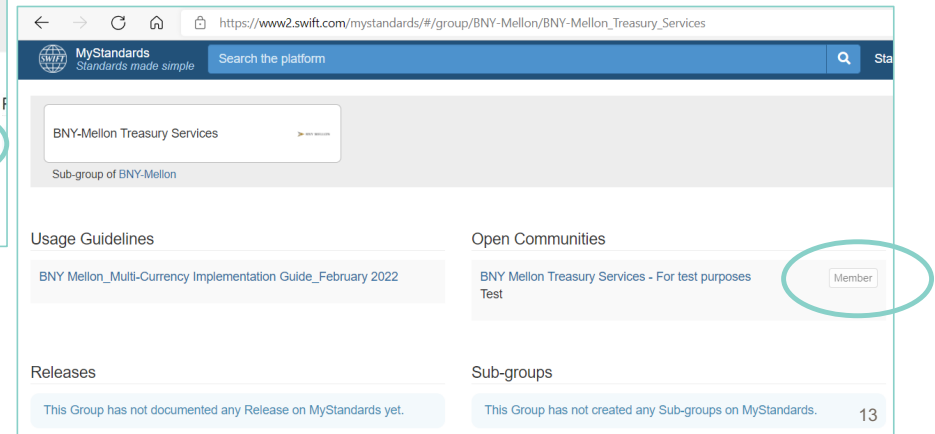 https://www2.swift.com/mystandards/#/group/BNY-Mellon/BNY-Mellon_Treasury_Services
SWIFT
MyStandards
Standards made simple
Search the platform
Sta
F
BNY-Mellon Treasury Services
BNY MELLON
Sub-group of BNY-Mellon
Usage Guidelines
Open Communities
BNY Mellon_Multi-Currency Implementation Guide_February 2022
BNY Mellon Treasury Services - For test purposes
Member
Test
Releases
Sub-groups
This Group has not documented any Release on MyStandards yet.
This Group has not created any Sub-groups on MyStandards.
13